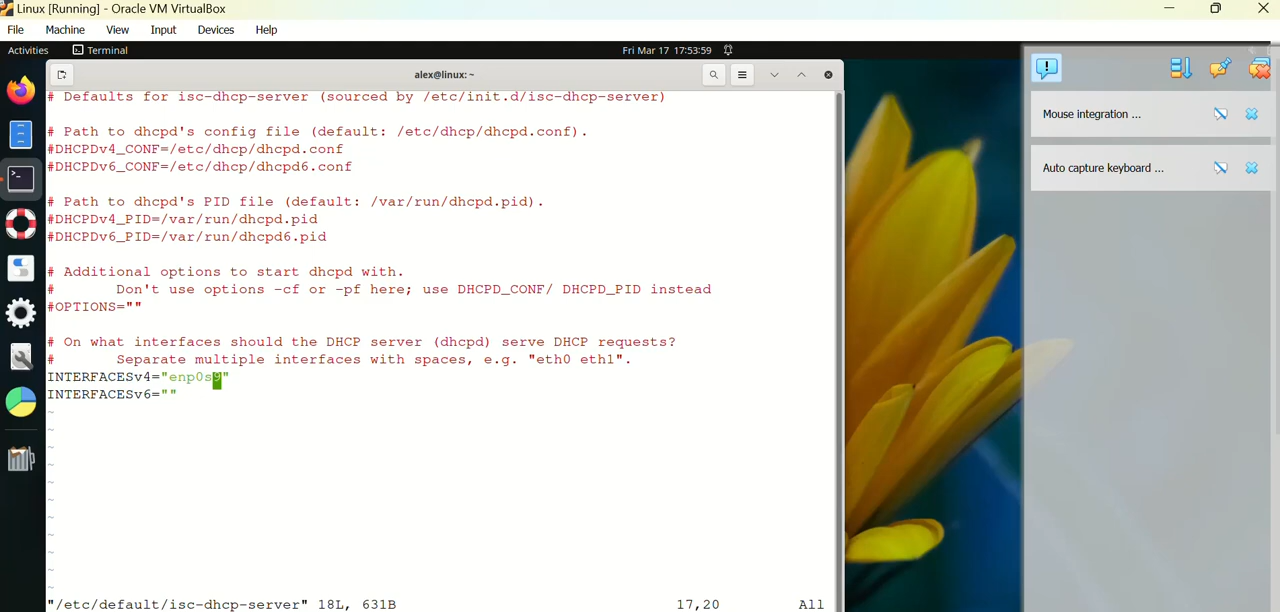 Linux [Running] - Oracle VM VirtualBox
File Machine View Input Devices Help
Activities Terminal Fri Mar 17 17:53:59
alex@linux: ~
# Defaults for isc-dhcp-server (sourced by /etc/init.d/isc-dhcp-server)
# Path to dhcpd's config file (default: /etc/dhcp/dhcpd.conf).
#DHCPDv4_CONF=/etc/dhcp/dhcpd.conf
#DHCPDv6_CONF=/etc/dhcp/dhcpd6.conf
# Path to dhcpd's PID file (default: /var/run/dhcpd.pid).
#DHCPDv4_PID=/var/run/dhcpd.pid
#DHCPDv6_PID=/var/run/dhcpd6.pid
# Additional options to start dhcpd with.
#       Don't use options -cf or -pf here; use DHCPD_CONF/ DHCPD_PID instead
#OPTIONS=""
# On what interfaces should the DHCP server (dhcpd) serve DHCP requests?
#       Separate multiple interfaces with spaces, e.g. "eth0 eth1".
INTERFACESv4="enp0s9"
INTERFACESv6=""
~
~
~
~
~
~
~
~
~
~
~
"/etc/default/isc-dhcp-server" 18L, 631B 17,20 All
Mouse integration ...
Auto capture keyboard ...